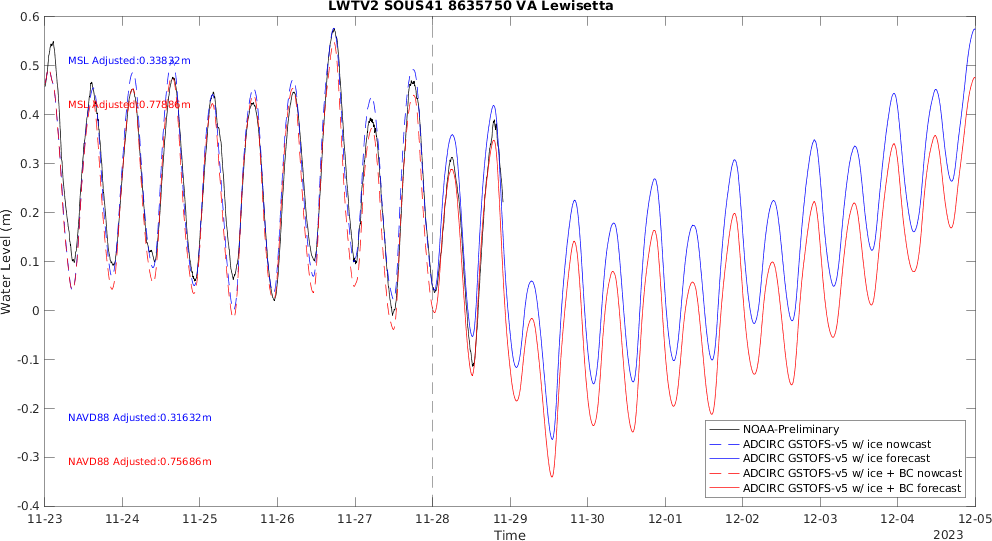 LWTV2 SOUS41 8635750 VA Lewisetta
0.6
0.5
0.4
0.3
0.2
0.1
0
-0.1
-0.2
-0.3
-0.4
Water Level (m)
MSL Adjusted:0.33832m
MSL Adjusted:0.77886m
NAVD88 Adjusted:0.31632m
NAVD88 Adjusted:0.75686m
NOAA-Preliminary
ADCIRC GSTOFS-v5 w/ ice nowcast
ADCIRC GSTOFS-v5 w/ ice forecast
ADCIRC GSTOFS-v5 w/ ice + BC nowcast
ADCIRC GSTOFS-v5 w/ ice + BC forecast
11-23 11-24 11-25 11-26 11-27 11-28 11-29 11-30 12-01 12-02 12-03 12-04 12-05
Time
2023